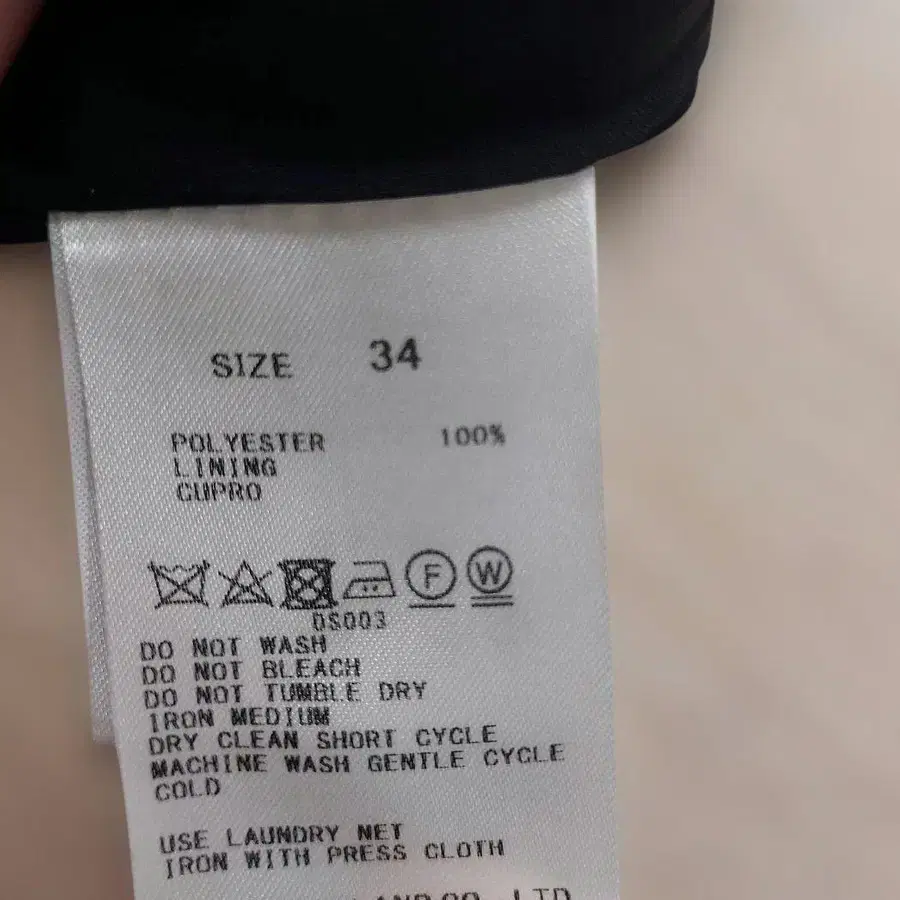 SIZE 34
POLYESTER 100%
LINING
CUPRO
F W
DS003
DO NOT WASH
DO NOT BLEACH
DO NOT TUMBLE DRY
IRON MEDIUM
DRY CLEAN SHORT CYCLE
MACHINE WASH GENTLE CYCLE
COLD
USE LAUNDRY NET
IRON WITH PRESS CLOTH